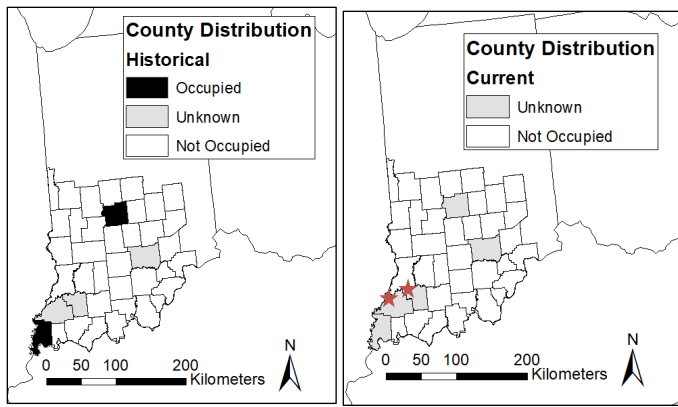 County Distribution
Historical
Occupied
Unknown
Not Occupied
N
0 50 100 200
Kilometers
County Distribution
Current
Unknown
Not Occupied
N
0 50 100 200
Kilometers